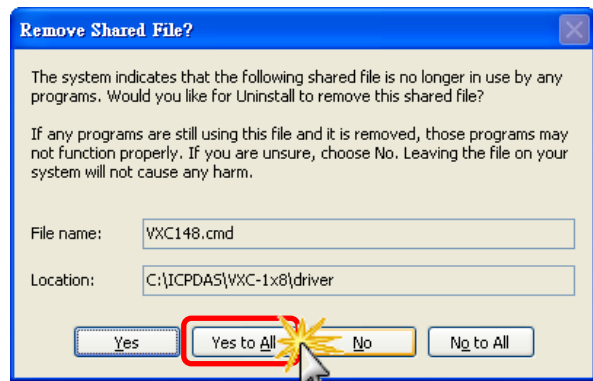 Remove Shared File?
The system indicates that the following shared file is no longer in use by any
programs. Would you like for Uninstall to remove this shared file?
If any programs are still using this file and it is removed, those programs may
not function properly. If you are unsure, choose No. Leaving the file on your
system will not cause any harm.
File name: VXC148.cmd
Location: C:\ICPDAS\VXC-1x8\driver
Yes Yes to All No No to All